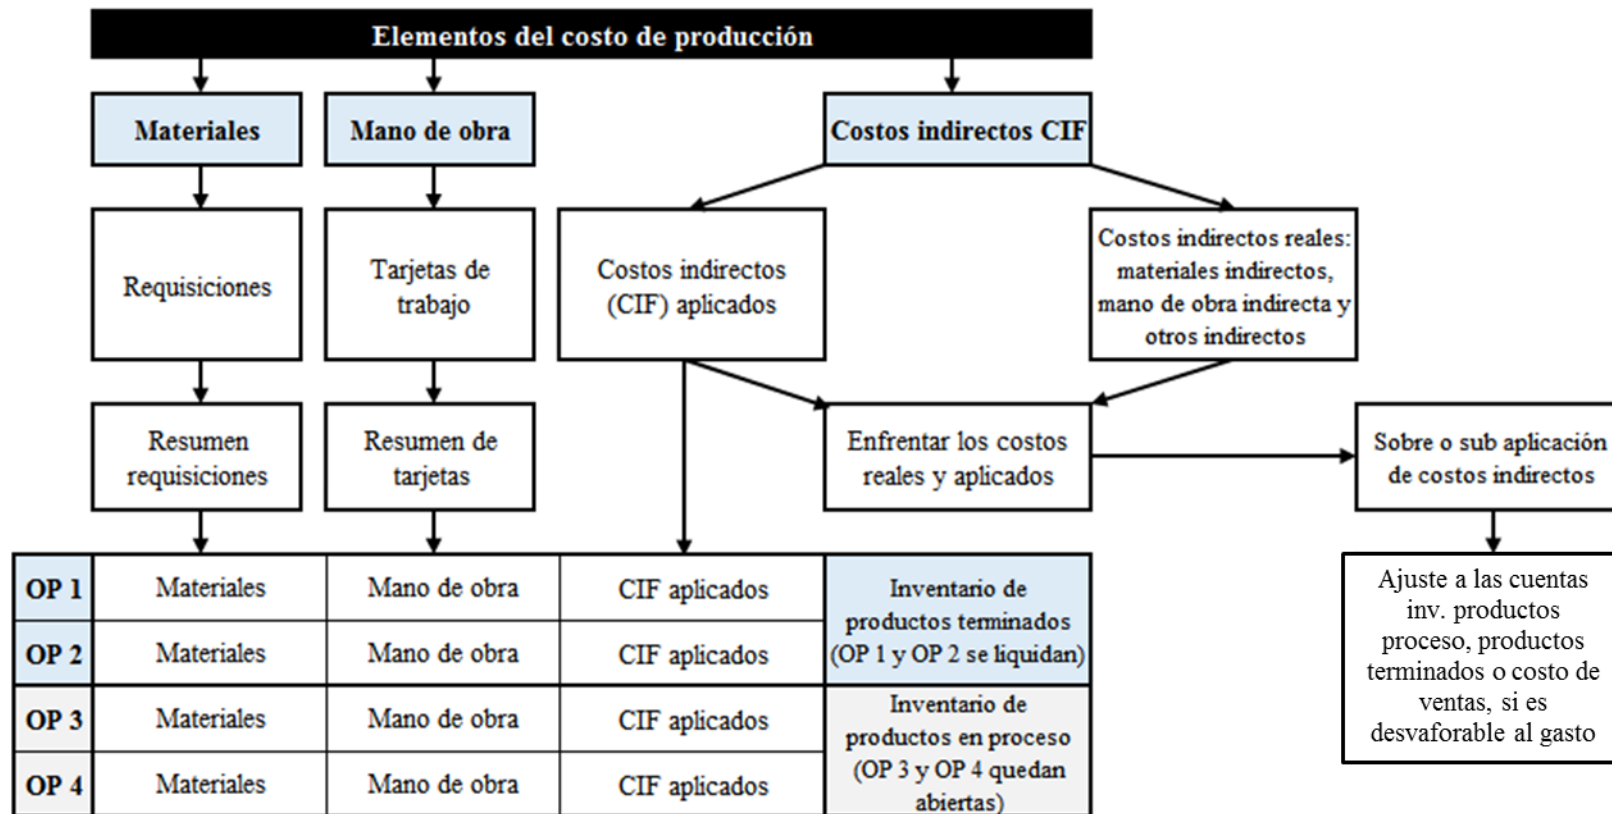 Elementos del costo de producción
Materiales
Mano de obra
Costos indirectos CIF
Requisiciones
Tarjetas de
trabajo
Costos indirectos
(CIF) aplicados
Costos indirectos reales:
materiales indirectos,
mano de obra indirecta y
otros indirectos
Resumen
requisiciones
Resumen de
tarjetas
Enfrentar los costos
reales y aplicados
Sobre o sub aplicación
de costos indirectos
OP 1
Materiales
Mano de obra
CIF aplicados
OP 2
Materiales
Mano de obra
CIF aplicados
Inventario de
productos terminados
(OP 1 y OP 2 se liquidan)
OP 3
Materiales
Mano de obra
CIF aplicados
OP 4
Materiales
Mano de obra
CIF aplicados
Inventario de
productos en proceso
(OP 3 y OP 4 quedan
abiertas)
Ajuste a las cuentas
inv. productos
proceso, productos
terminados o costo de
ventas, si es
desvaforable al gasto